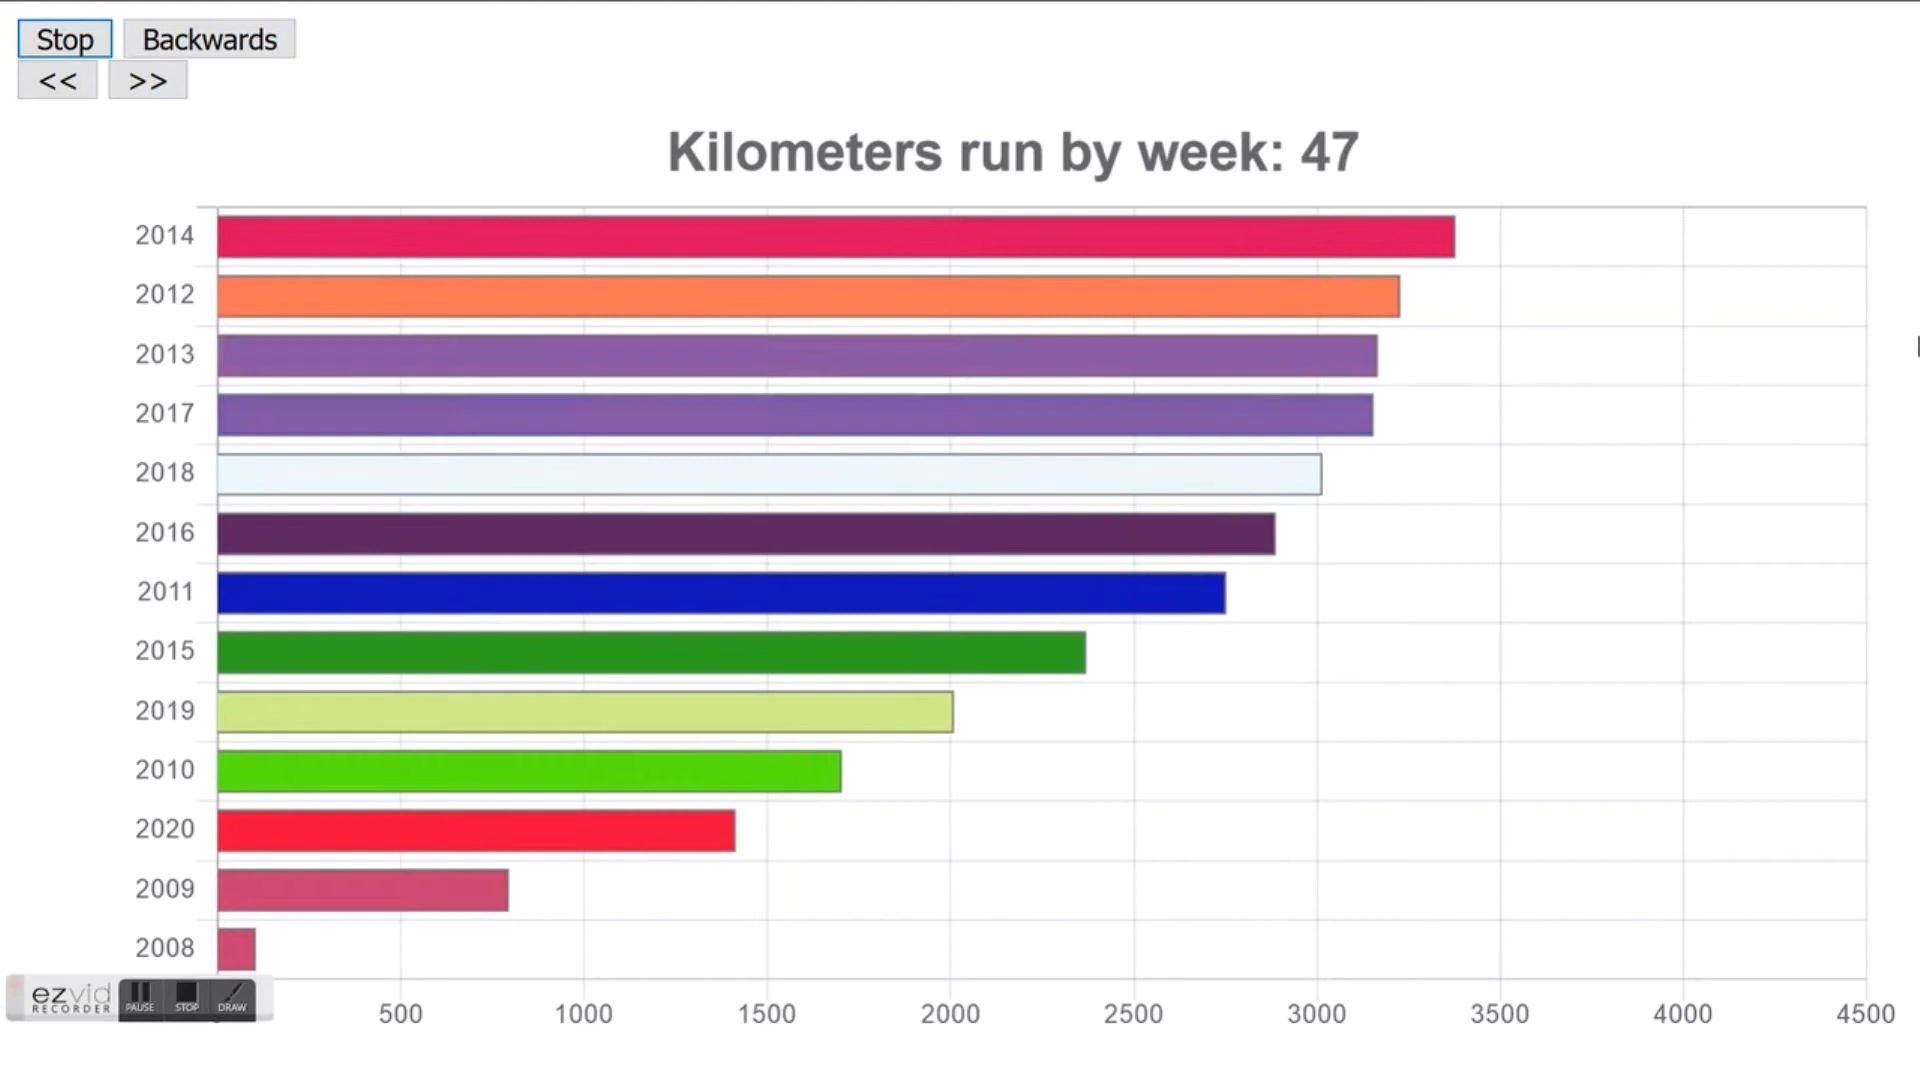 Stop Backwards
<< >>
Kilometers run by week: 47
2014
2012
2013
2017
2018
2016
2011
2015
2019
2010
2020
2009
2008
ezvid
RECORDER
PAUSE STOP DRAW
500 1000 1500 2000 2500 3000 3500 4000 4500